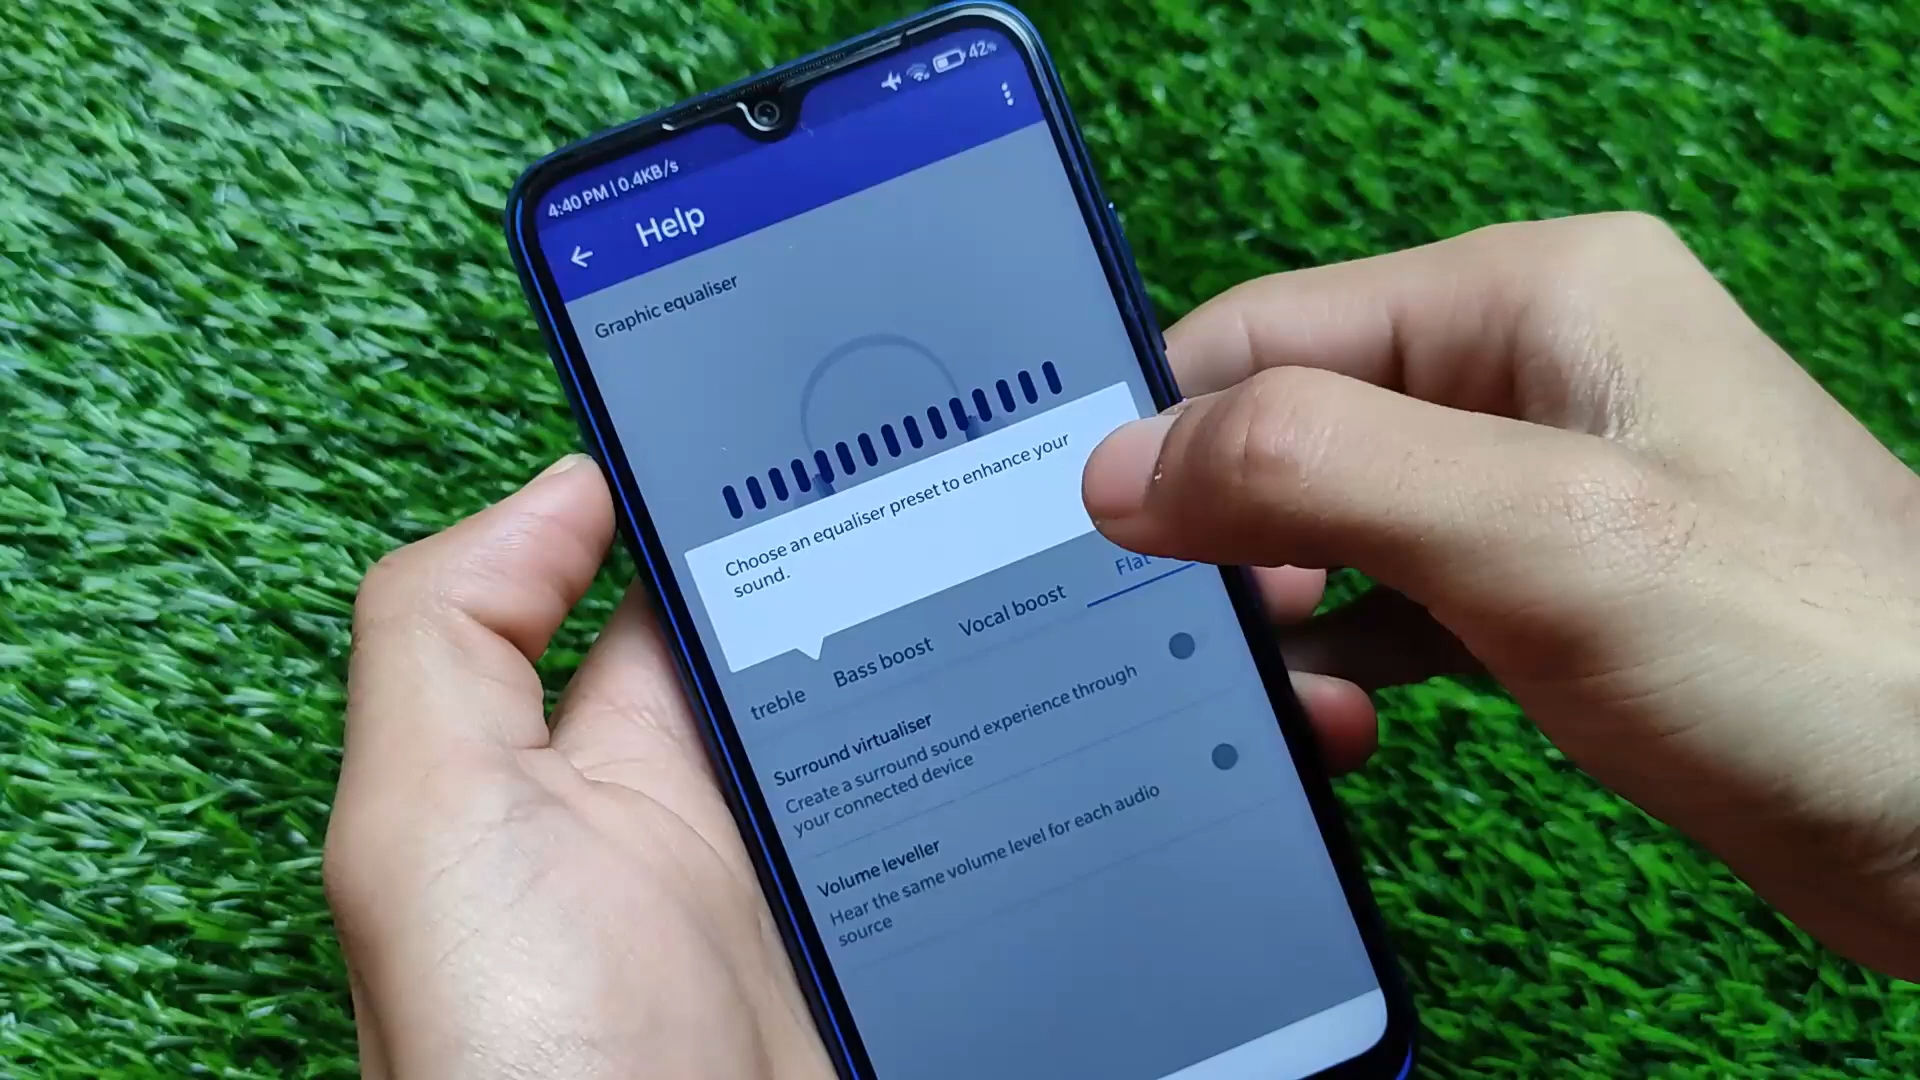 4:40 PM | 0.4KB/s
42%
Help
Graphic equaliser
Choose an equaliser preset to enhance your
sound.
treble
Bass boost
Vocal boost
Flat
Surround virtualiser
Create a surround sound experience through
your connected device
Volume leveller
Hear the same volume level for each audio
source